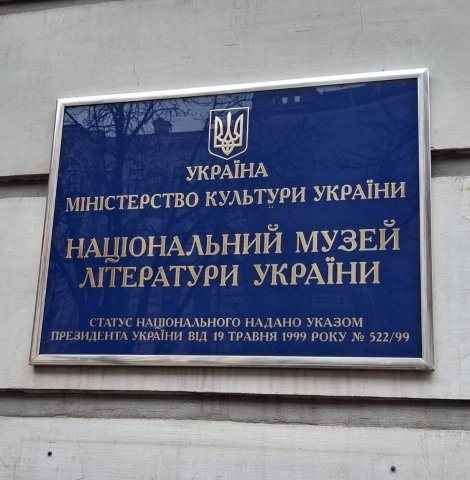 УКРАЇНА
МІНІСТЕРСТВО КУЛЬТУРИ УКРАЇНИ
НАЦІОНАЛЬНИЙ МУЗЕЙ
ЛІТЕРАТУРИ УКРАЇНИ
СТАТУС НАЦІОНАЛЬНОГО НАДАНО УКАЗОМ
ПРЕЗИДЕНТА УКРАЇНИ ВІД 19 ТРАВНЯ 1999 РОКУ № 522/99